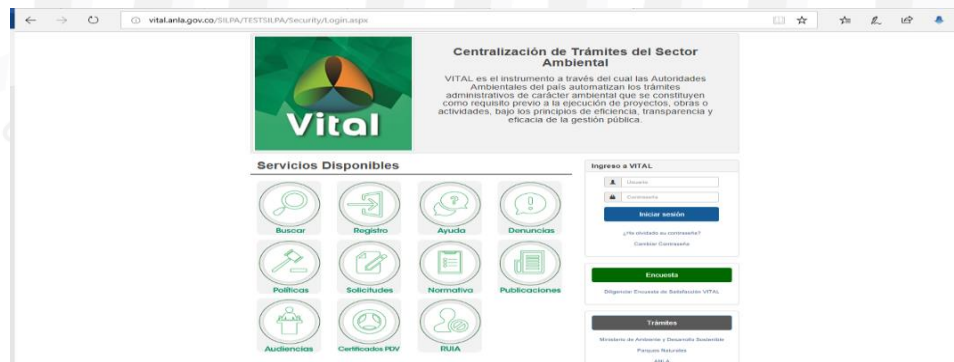 vital.anla.gov.co/SILPA/TESTSILPA/Security/Login.aspx
Vital
Centralización de Trámites del Sector
Ambiental
VITAL es el instrumento a través del cual las Autoridades
Ambientales del país automatizan los trámites
administrativos de carácter ambiental que se constituyen
como requisito previo a la ejecución de proyectos, obras o
actividades, bajo los principios de eficiencia, transparencia y
eficacia de la gestión pública.
Servicios Disponibles
Buscar
Registro
Ayuda
Denuncias
Políticas
Solicitudes
Normativa
Publicaciones
Audiencias
Certificados PDV
RUIA
Ingreso a VITAL
Usuario
Contraseña
Iniciar sesión
¿Ha olvidado su contraseña?
Cambiar Contraseña
Encuesta
Diligenciar Encuesta de Satisfacción VITAL
Trámites
Ministerio de Ambiente y Desarrollo Sostenible
Parques Naturales
ANLA